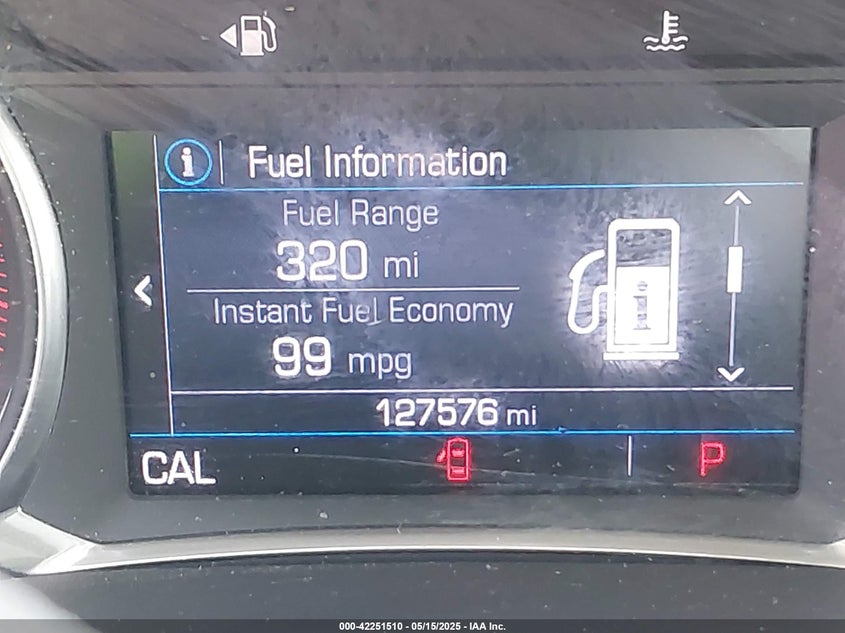 Fuel Information
Fuel Range
320 mi
Instant Fuel Economy
99 mpg
127576 mi
CAL
P
000-42251510 - 05/15/2025 - IAA Inc.